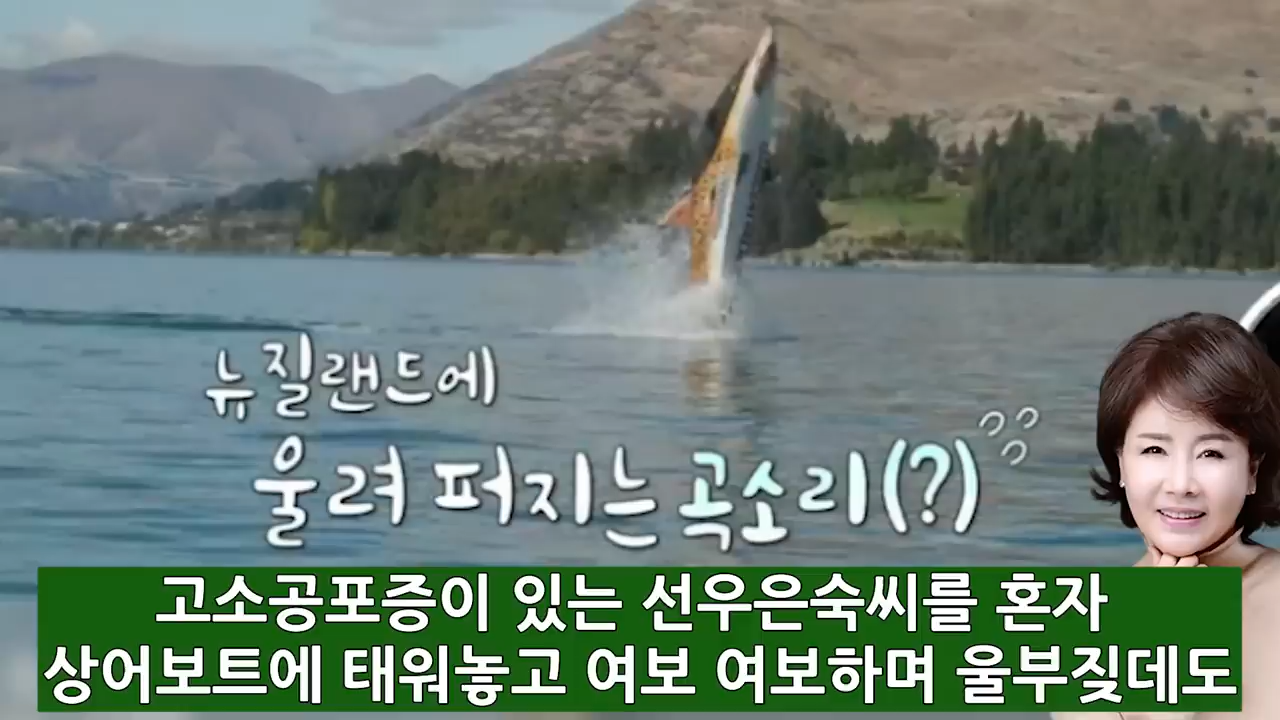 뉴질랜드에
울려 퍼지는 곡소리(?)
고소공포증이 있는 선우은숙씨를 혼자
상어보트에 태워놓고 여보 여보하며 울부짖데도